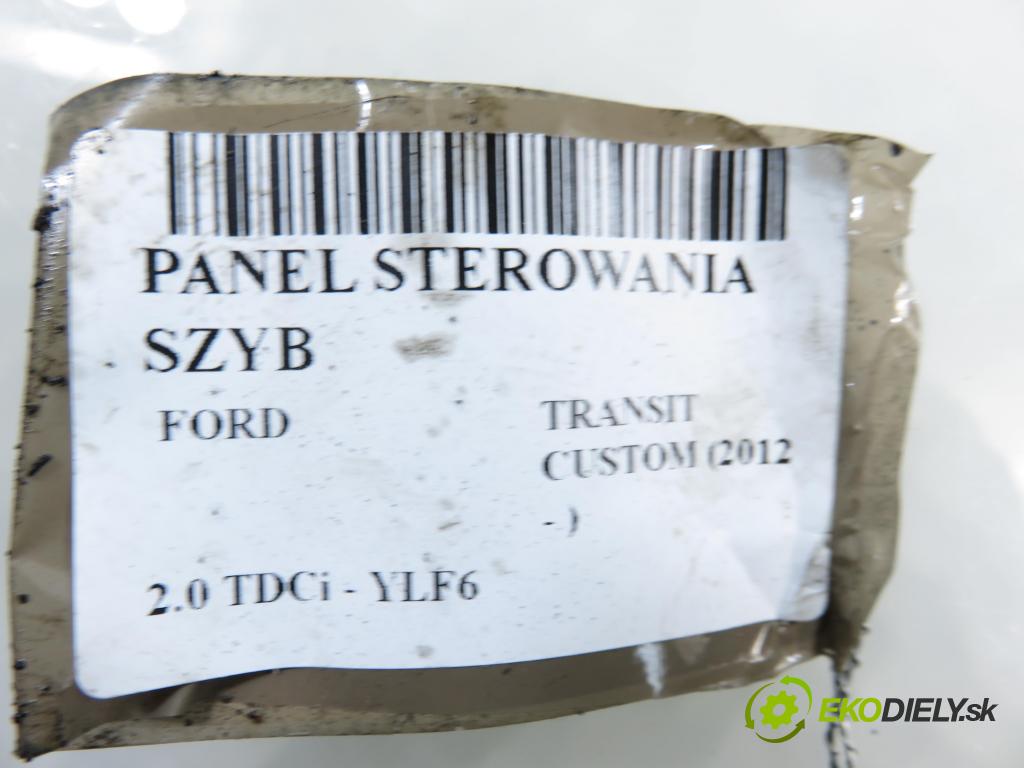 PANEL STEROWANIA
SZYB
FORD
TRANSIT
CUSTOM (2012
- )
2.0 TDCi - YLF6
EKODIELY.sk